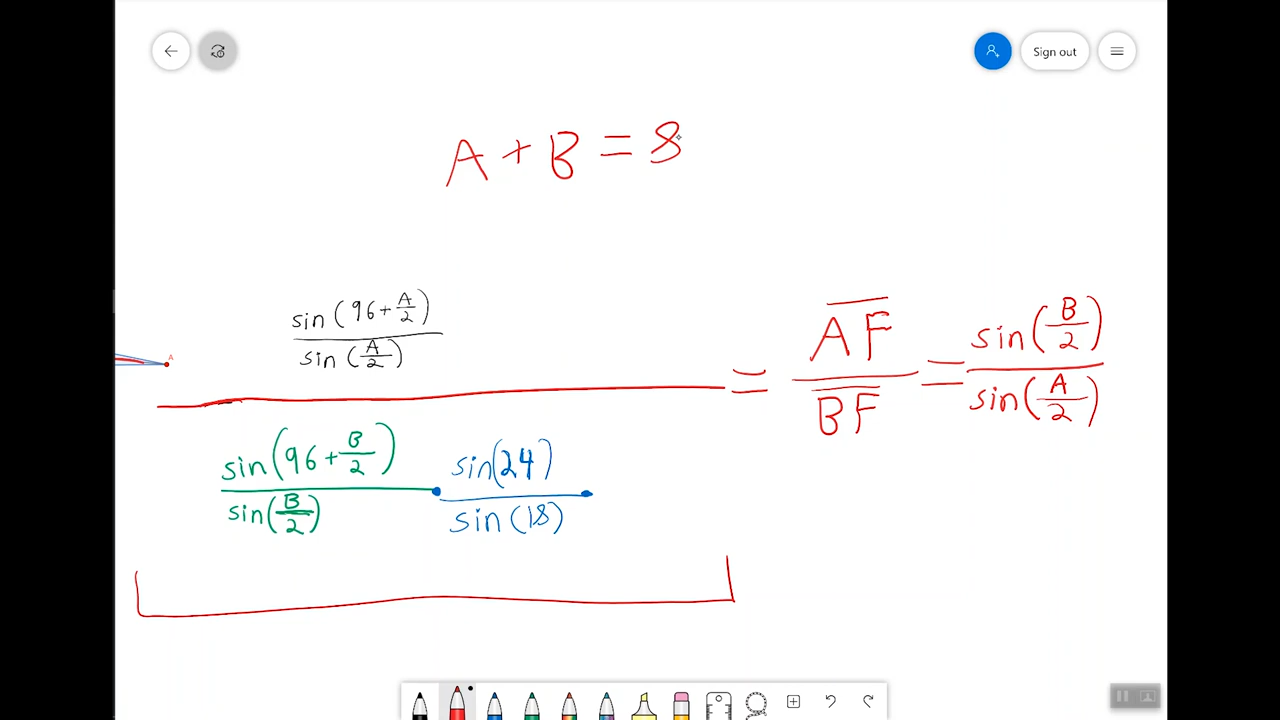 Sign out
A + B = 8
sin(96+A/2)
sin(A/2)
A
=
AF
BF
=
sin(B/2)
sin(A/2)
sin(96+B/2)
sin(B/2)
sin(24)
sin(18)